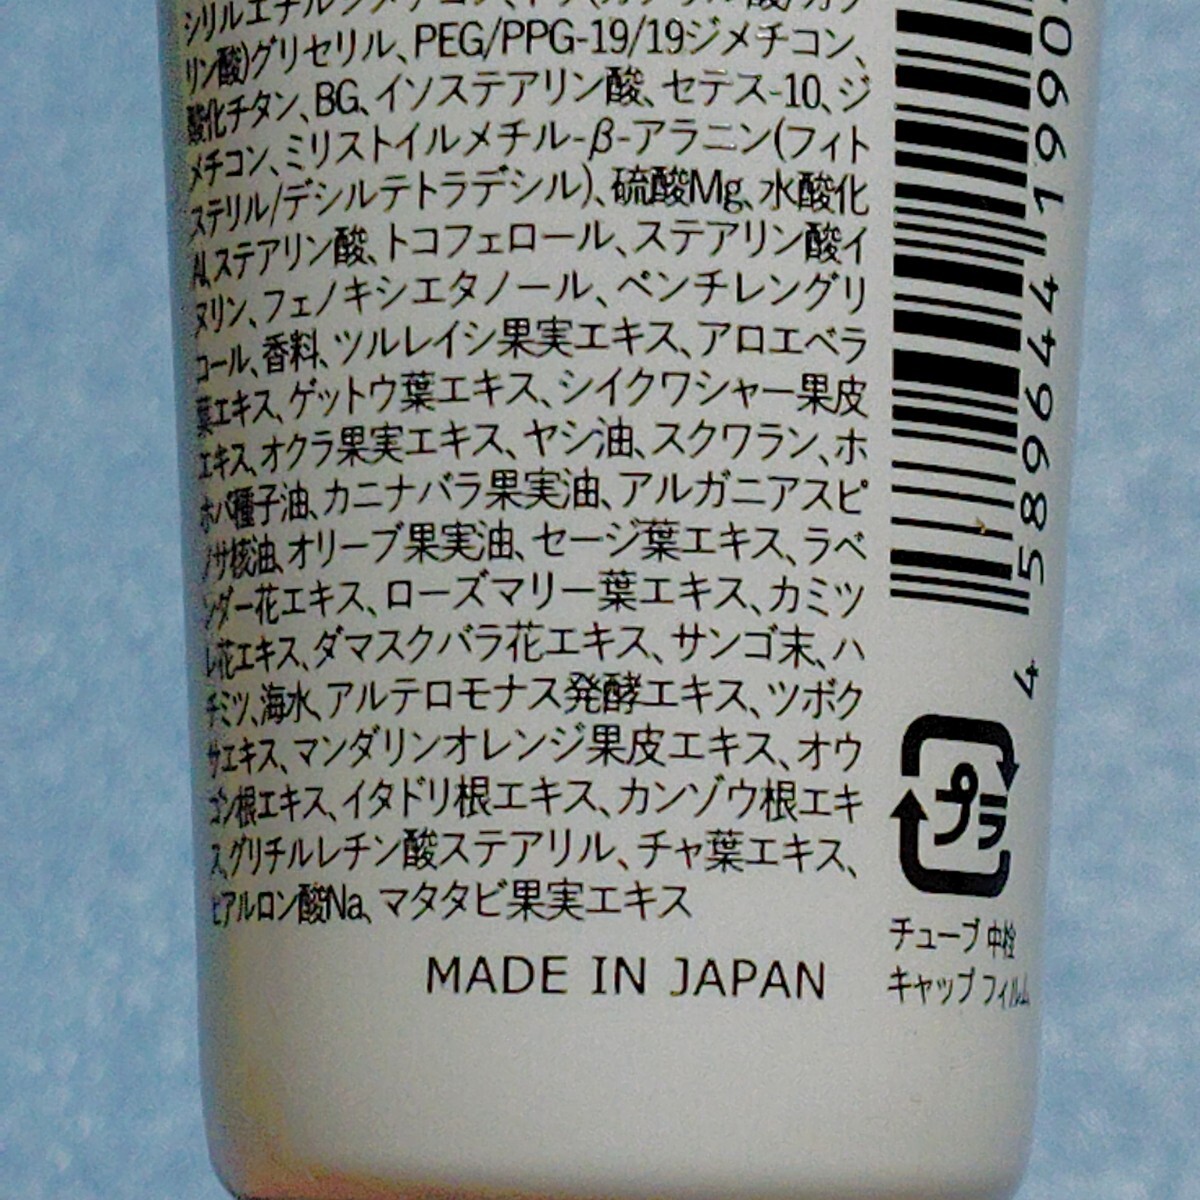 リン酸)グリセリル、PEG/PPG-19/19ジメチコン、
酸化チタン、BG、イソステアリン酸、セテス-10、ジ
メチコン、ミリストイルメチル-β-アラニン(フィト
ステリル/デシルテトラデシル)、硫酸Mg、水酸化
Al、ステアリン酸、トコフェロール、ステアリン酸イ
ヌリン、フェノキシエタノール、ペンチレングリ
コール、香料、ツルレイシ果実エキス、アロエベラ
葉エキス、ゲットウ葉エキス、シイクワシャー果皮
エキス、オクラ果実エキス、ヤシ油、スクワラン、ホ
ホバ種子油、カニナバラ果実油、アルガニアスピ
ノサ核油、オリーブ果実油、セージ葉エキス、ラベ
ンダー花エキス、ローズマリー葉エキス、カミツ
レ花エキス、ダマスクバラ花エキス、サンゴ末、ハ
チミツ、海水、アルテロモナス発酵エキス、ツボク
サエキス、マンダリンオレンジ果皮エキス、オウ
ゴン根エキス、イタドリ根エキス、カンゾウ根エキ
ス、グリチルレチン酸ステアリル、チャ葉エキス、
ヒアルロン酸Na、マタタビ果実エキス
MADE IN JAPAN
4 589644 1990
プラ
チューブ 中栓
キャップ フィルム